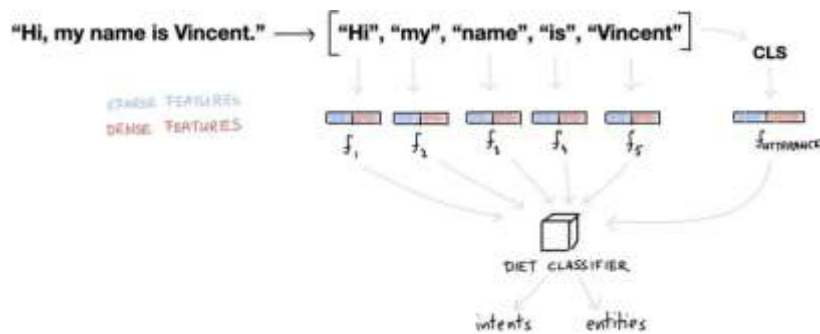 “Hi, my name is Vincent.” [“Hi”, “my”, “name”, “is”, “Vincent”]
CLS
SPARSE FEATURES
DENSE FEATURES
f1 f2 f3 f4 f5 fUTTERANCE
DIET CLASSIFIER
intents entities